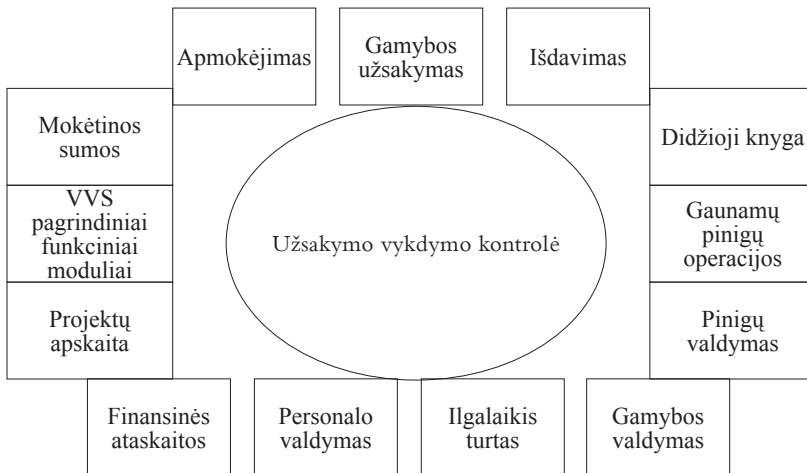 Apmokėjimas
Gamybos
užsakymas
Išdavimas
Mokėtinos
sumos
Didžioji knyga
VVS
pagrindiniai
funkciniai
moduliai
Užsakymo vykdymo kontrolė
Gaunamų
pinigų
operacijos
Projektų
apskaita
Pinigų
valdymas
Finansinės
ataskaitos
Personalo
valdymas
Ilgalaikis
turtas
Gamybos
valdymas